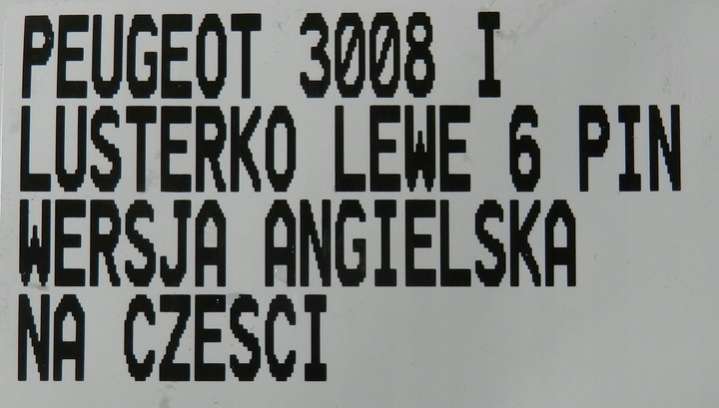 PEUGEOT 3008 I
LUSTERKO LEWE 6 PIN
WERSJA ANGIELSKA
NA CZESCI